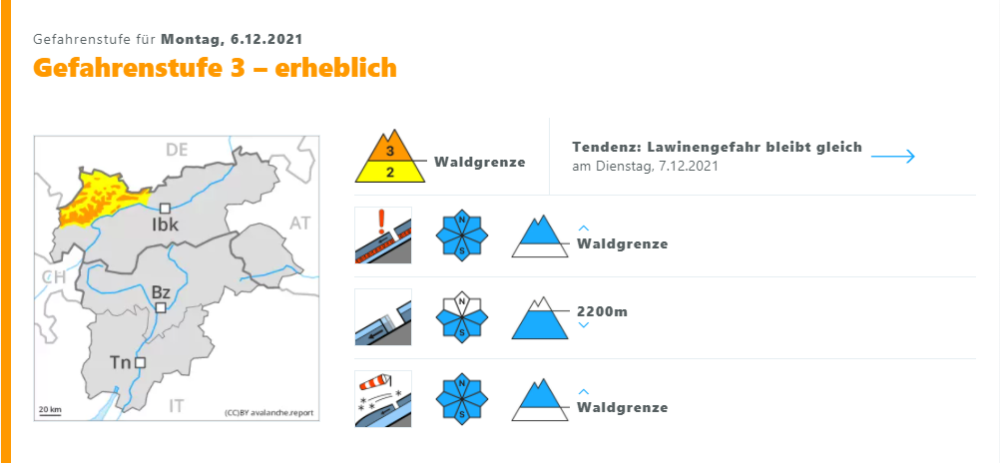 Gefahrenstufe für Montag, 6.12.2021
Gefahrenstufe 3 – erheblich
DE
AT
CH
IT
Ibk
Bz
Tn
20 km
(CC)BY avalanche.report
3
2
Waldgrenze
Tendenz: Lawinengefahr bleibt gleich
am Dienstag, 7.12.2021
N
S
Waldgrenze
N
S
2200m
N
S
Waldgrenze